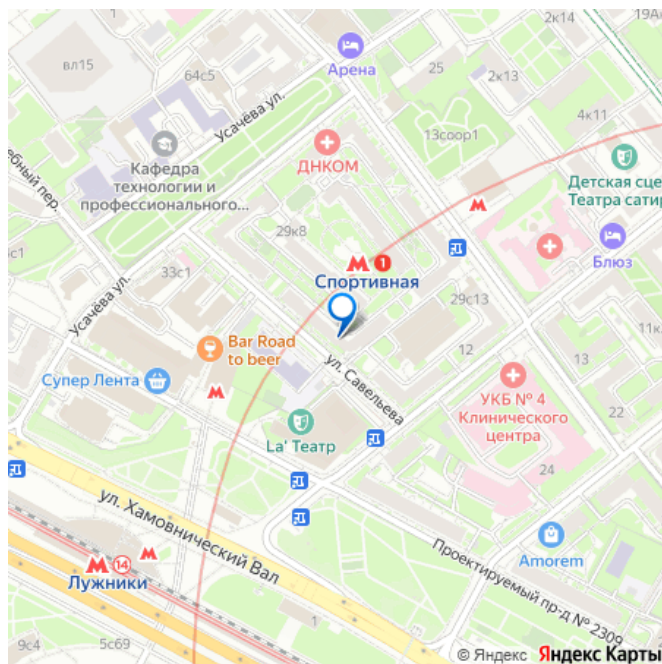 2к14
19А
вл15
Арена
64с5
25
2к13
Усачёва ул.
4к11
ДНКОМ
13соор1
Кафедра
технологии и
профессионального...
Детская сце
Театра сатир
ебный пер.
29к8
М
М 1
Спортивная
Блюз
с1
33с1
29с13
Усачёва ул.
Bar Road
to beer
12
11к
ул. Савельева
13
Супер Лента
М
УКБ № 4
Клинического
центра
22
La' Театр
24
ул. Хамовнический Вал
М 14
М
Лужники
Amorem
Проектируемый пр-д № 2309
9с4
5с69
© Яндекс Яндекс Карты